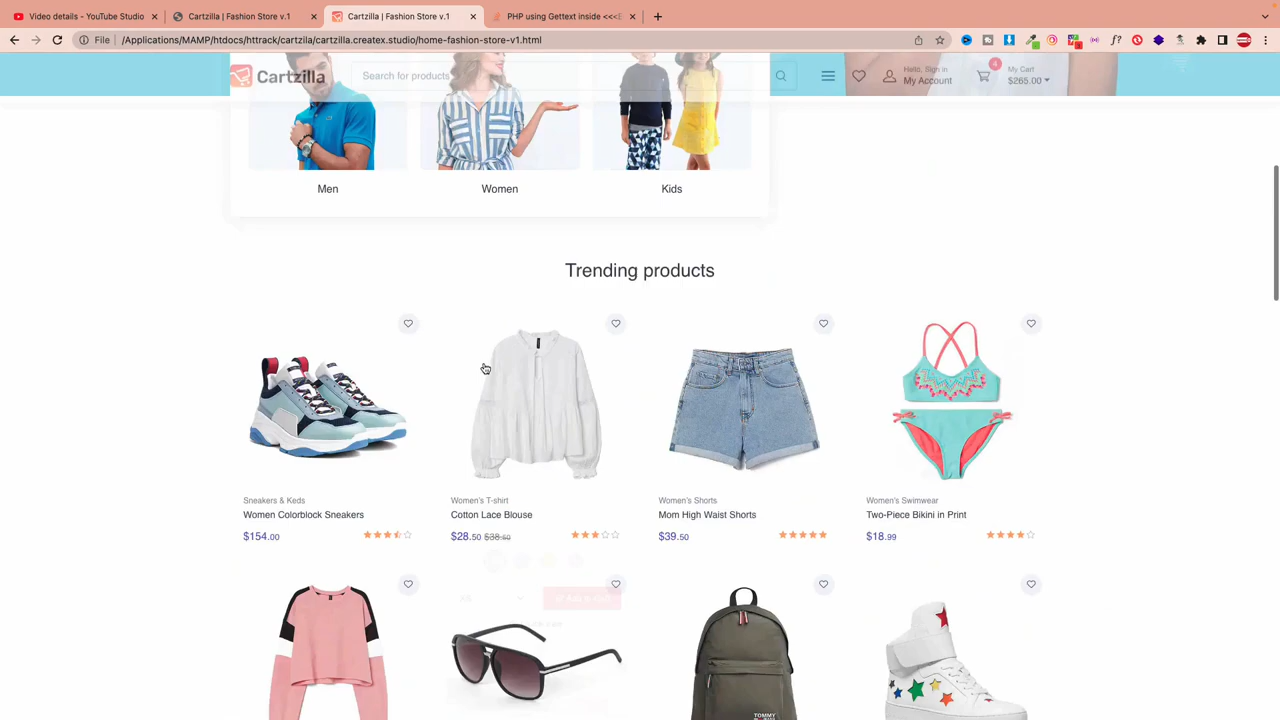 Video details - YouTube Studio
Cartzilla | Fashion Store v.1
Cartzilla | Fashion Store v.1
PHP using Gettext inside <<<E
File
/Applications/MAMP/htdocs/httrack/cartzila/cartzilla.createx.studio/home-fashion-store-v1.html
Cartzilla
Search for products
Hello, Sign in
My Account
4
My Cart
$265.00
Men
Women
Kids
Trending products
Sneakers & Keds
Women Colorblock Sneakers
$154.00
Women's T-shirt
Cotton Lace Blouse
$28.50 $38.50
Women's Shorts
Mom High Waist Shorts
$39.50
Women's Swimwear
Two-Piece Bikini in Print
$18.99
TOMMY